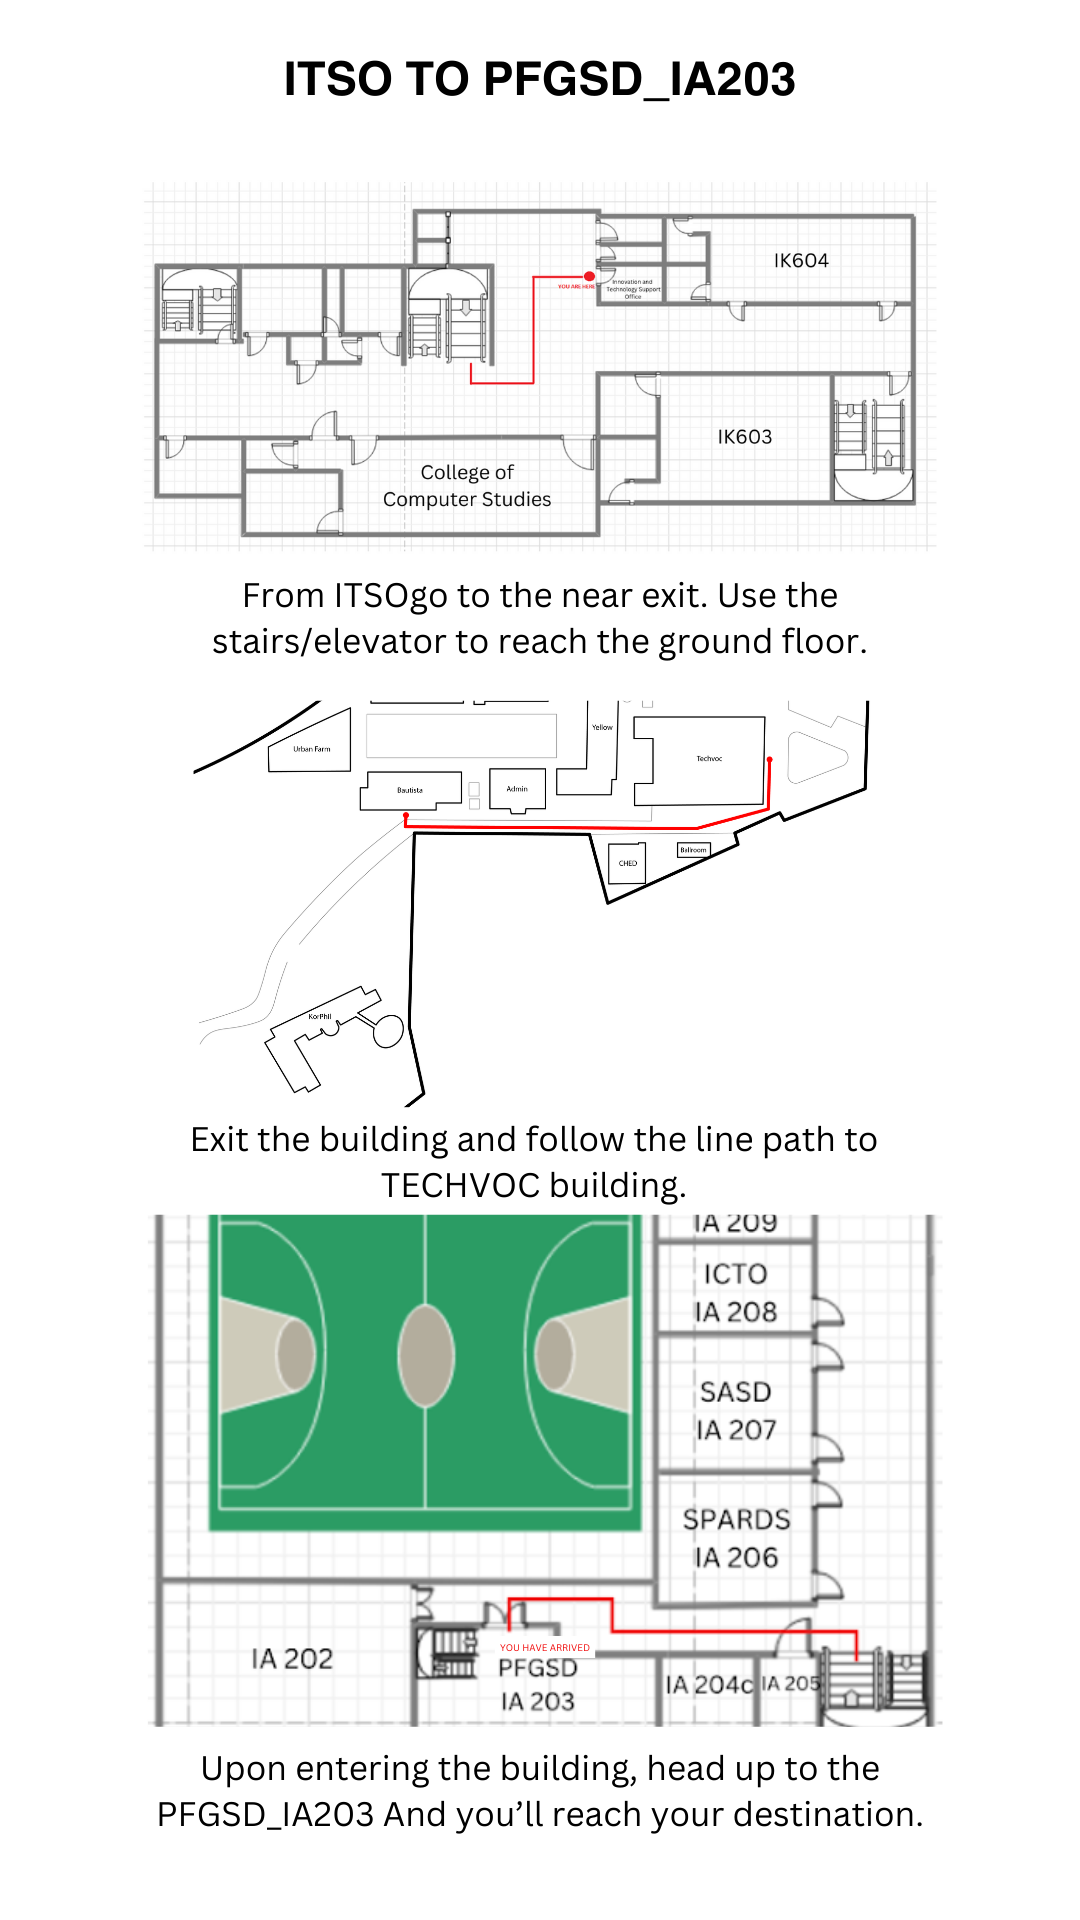 ITSO TO PFGSD_IA203
IK604
YOU ARE HERE
Innovation and
Technology Support
Office
IK603
College of
Computer Studies
From ITSOgo to the near exit. Use the
stairs/elevator to reach the ground floor.
Urban Farm
Yellow
Techvoc
Bautista
Admin
CHED
Ballroom
KorPhil
Exit the building and follow the line path to
TECHVOC building.
IA 209
ICTO
IA 208
SASD
IA 207
SPARDS
IA 206
IA 202
YOU HAVE ARRIVED
PFGSD
IA 203
IA 204c
IA 205
Upon entering the building, head up to the
PFGSD_IA203 And you’ll reach your destination.